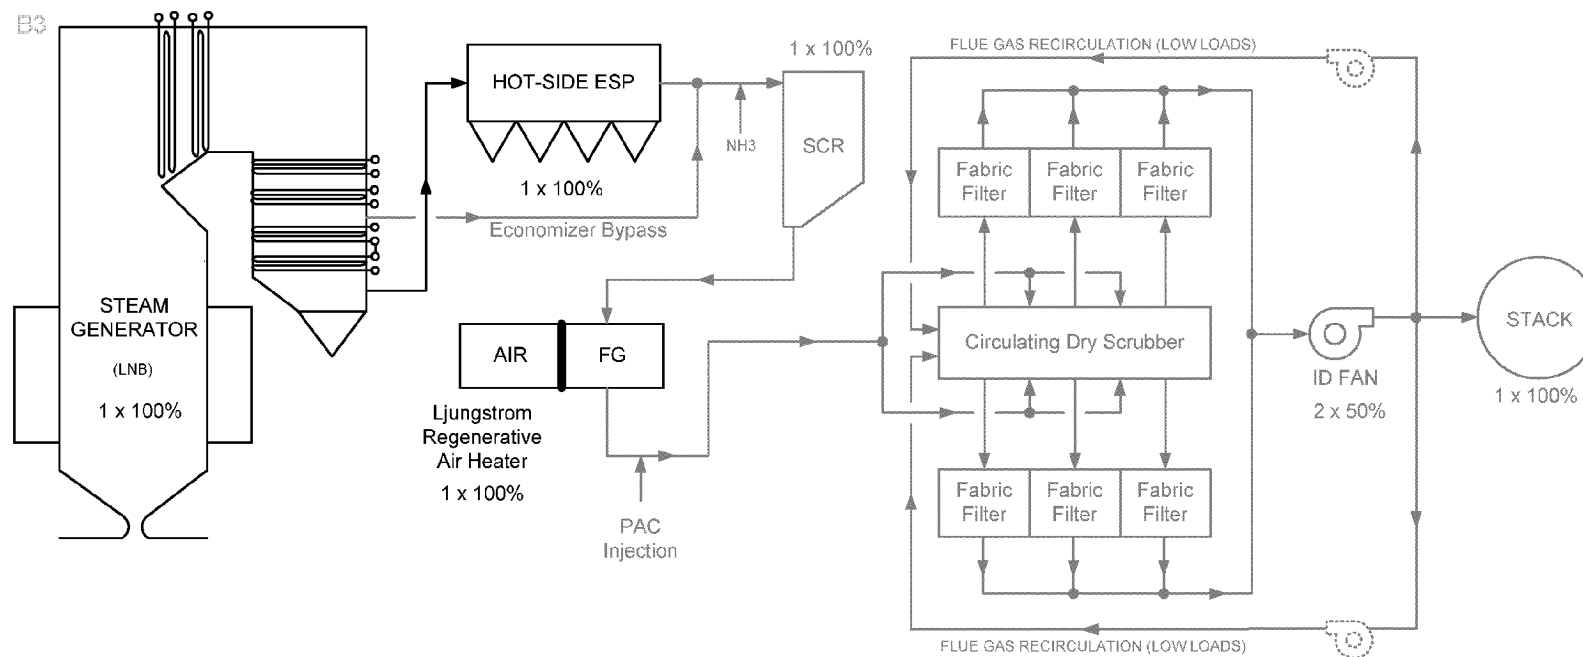 B3
1 x 100%
FLUE GAS RECIRCULATION (LOW LOADS)
HOT-SIDE ESP
NH3
SCR
1 x 100%
Economizer Bypass
Fabric
Filter
Fabric
Filter
Fabric
Filter
STEAM
GENERATOR
(LNB)
1 x 100%
AIR
FG
Circulating Dry Scrubber
STACK
1 x 100%
ID FAN
2 x 50%
Ljungstrom
Regenerative
Air Heater
1 x 100%
PAC
Injection
Fabric
Filter
Fabric
Filter
Fabric
Filter
FLUE GAS RECIRCULATION (LOW LOADS)